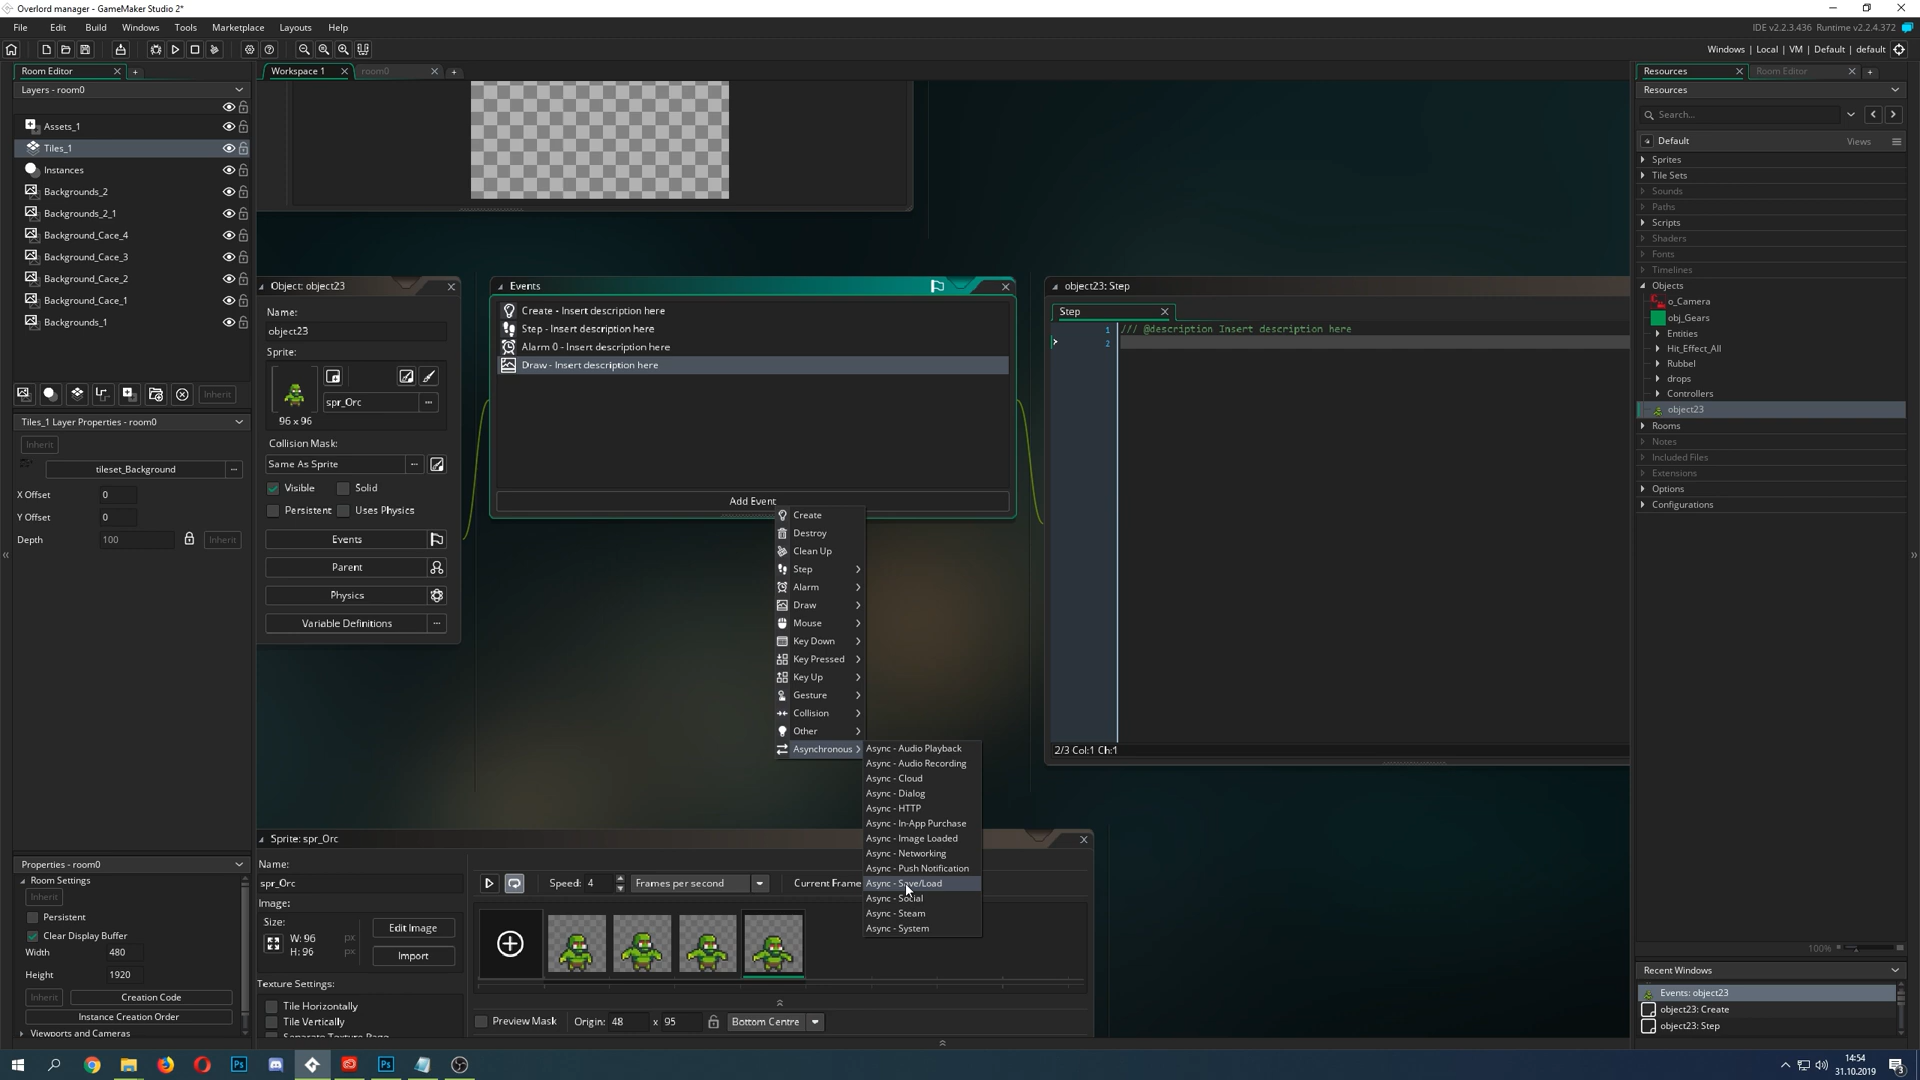 Overlord manager - GameMaker Studio 2*
File Edit Build Windows Tools Marketplace Layouts Help
IDE v2.2.3.436 Runtime v2.2.4.372
Windows | Local | VM | Default | default
Room Editor
Layers - room0
Assets_1
Tiles_1
Instances
Backgrounds_2
Backgrounds_2_1
Background_Cace_4
Background_Cace_3
Background_Cace_2
Background_Cace_1
Backgrounds_1
Inherit
Tiles_1 Layer Properties - room0
Inherit
tileset_Background
X Offset 0
Y Offset 0
Depth 100 Inherit
Properties - room0
Room Settings
Inherit
Persistent
Clear Display Buffer
Width 480
Height 1920
Inherit Creation Code
Instance Creation Order
Viewports and Cameras
Workspace 1 room0
Object: object23
Name:
object23
Sprite:
spr_Orc
96 x 96
Collision Mask:
Same As Sprite
Visible Solid
Persistent Uses Physics
Events
Parent
Physics
Variable Definitions
Events
Create - Insert description here
Step - Insert description here
Alarm 0 - Insert description here
Draw - Insert description here
Add Event
Create
Destroy
Clean Up
Step
Alarm
Draw
Mouse
Key Down
Key Pressed
Key Up
Gesture
Collision
Other
Asynchronous
Async - Audio Playback
Async - Audio Recording
Async - Cloud
Async - Dialog
Async - HTTP
Async - In-App Purchase
Async - Image Loaded
Async - Networking
Async - Push Notification
Async - Save/Load
Async - Social
Async - Steam
Async - System
object23: Step
Step
1 /// @description Insert description here
2
2/3 Col:1 Ch:1
Sprite: spr_Orc
Name:
spr_Orc
Image:
Size:
W: 96 px
H: 96 px
Edit Image
Import
Texture Settings:
Tile Horizontally
Tile Vertically
Separate Texture Page
Speed: 4 Frames per second Current Frame
Preview Mask Origin: 48 x 95 Bottom Centre
Resources Room Editor
Resources
Search...
Default Views
Sprites
Tile Sets
Sounds
Paths
Scripts
Shaders
Fonts
Timelines
Objects
o_Camera
obj_Gears
Entities
Hit_Effect_All
Rubbel
drops
Controllers
object23
Rooms
Notes
Included Files
Extensions
Options
Configurations
100%
Recent Windows
Events: object23
object23: Create
object23: Step
14:54
31.10.2019
3